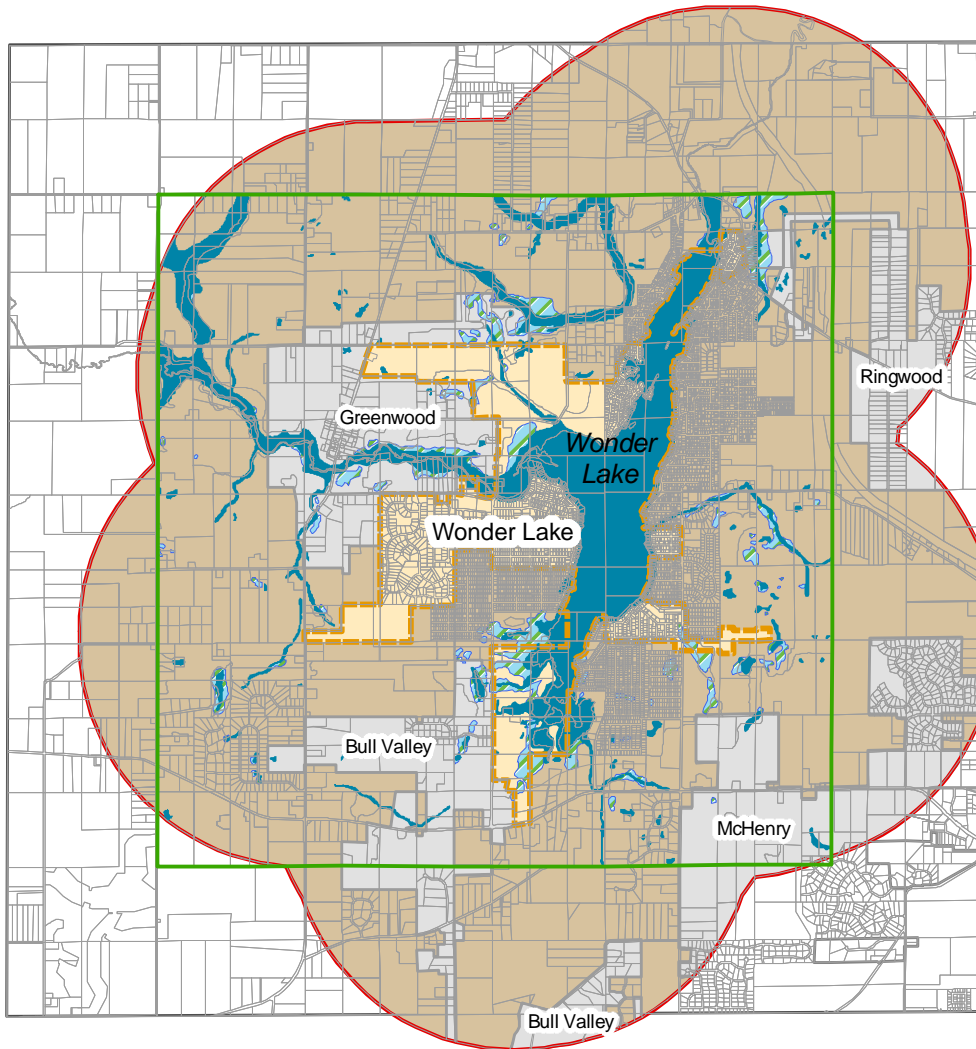 Ringwood
Greenwood
Wonder
Lake
Wonder Lake
Bull Valley
McHenry
Bull Valley